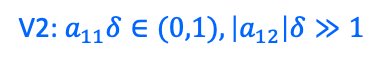 V2: 𝑎₁₁𝛿 ∈ (0,1), |𝑎₁₂|𝛿 ≫ 1